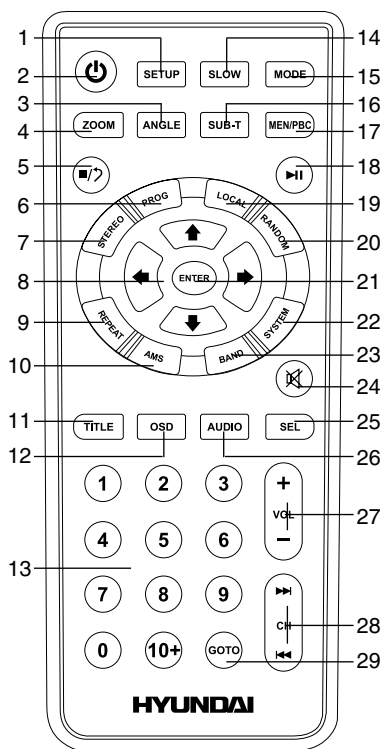 1 14
2 SETUP SLOW MODE 15
3 16
4 ZOOM ANGLE SUB-T MEN/PBC 17
5 18
6 PROG LOCAL 19
7 STEREO RANDOM 20
8 ENTER 21
9 REPEAT SYSTEM 22
10 AMS BAND 23
24
11 TITLE OSD AUDIO SEL 25
12 26
1 2 3 +
VOL 27
4 5 6 −
13
7 8 9
CH 28
0 10+ GOTO
29
HYUNDAI